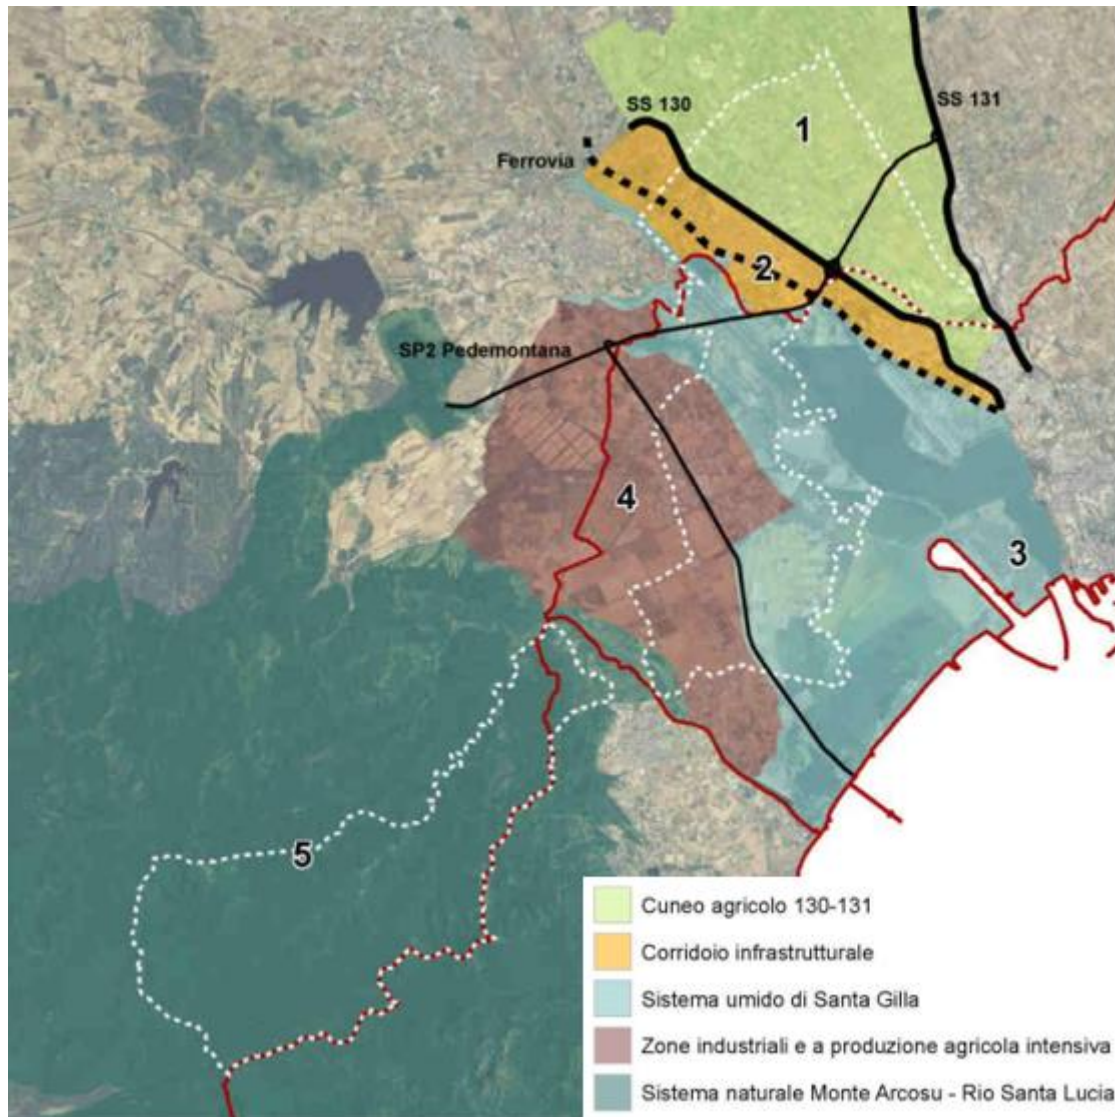 SS 130
SS 131
1
Ferrovia
2
SP2 Pedemontana
4
3
5
Cuneo agricolo 130-131
Corridoio infrastrutturale
Sistema umido di Santa Gilla
Zone industriali e a produzione agricola intensiva
Sistema naturale Monte Arcosu - Rio Santa Lucia